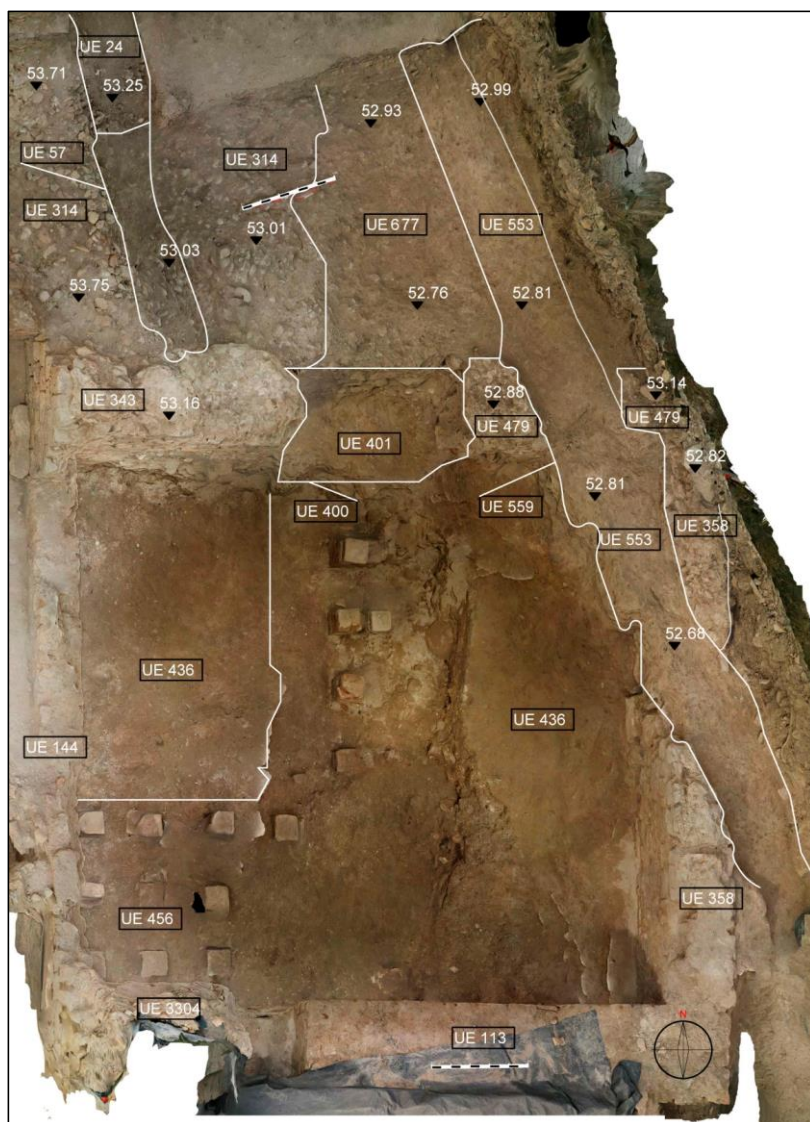 UE 24
53.71
53.25
52.99
52.93
UE 57
UE 314
UE 314
UE 677
UE 553
53.01
53.03
53.75
52.76
52.81
UE 343
53.16
52.88
53.14
UE 479
UE 479
UE 401
52.82
52.81
UE 400
UE 559
UE 358
UE 553
52.68
UE 436
UE 436
UE 144
UE 456
UE 358
UE 3304
N
UE 113